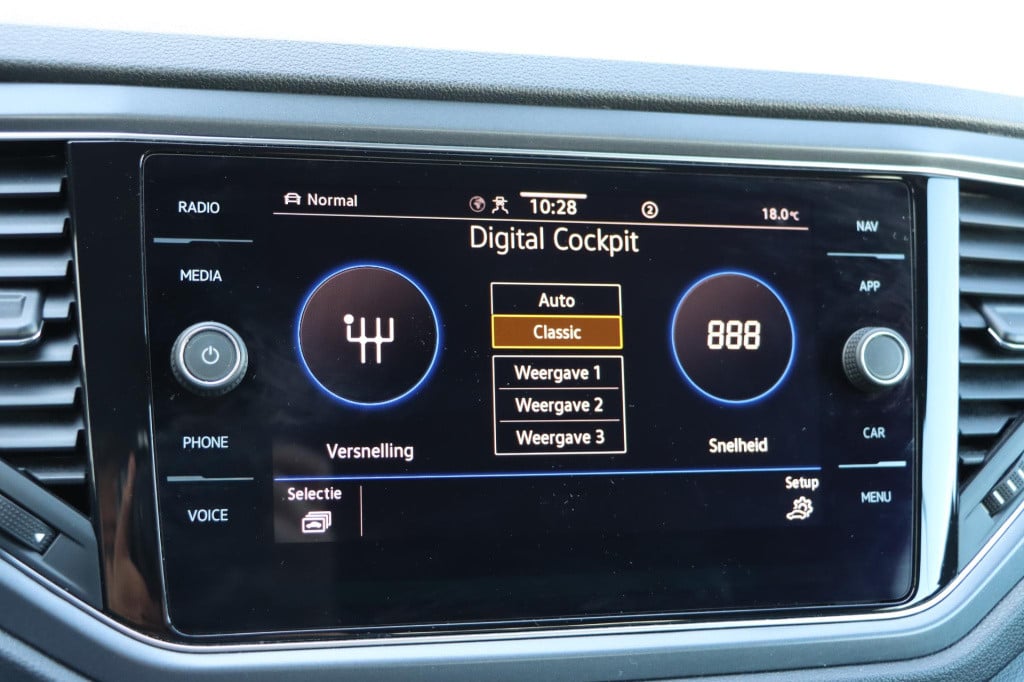 RADIO
MEDIA
PHONE
VOICE
Normal
10:28
2
18.0°C
Digital Cockpit
Auto
Classic
Weergave 1
Weergave 2
Weergave 3
888
Versnelling
Snelheid
Selectie
Setup
NAV
APP
CAR
MENU